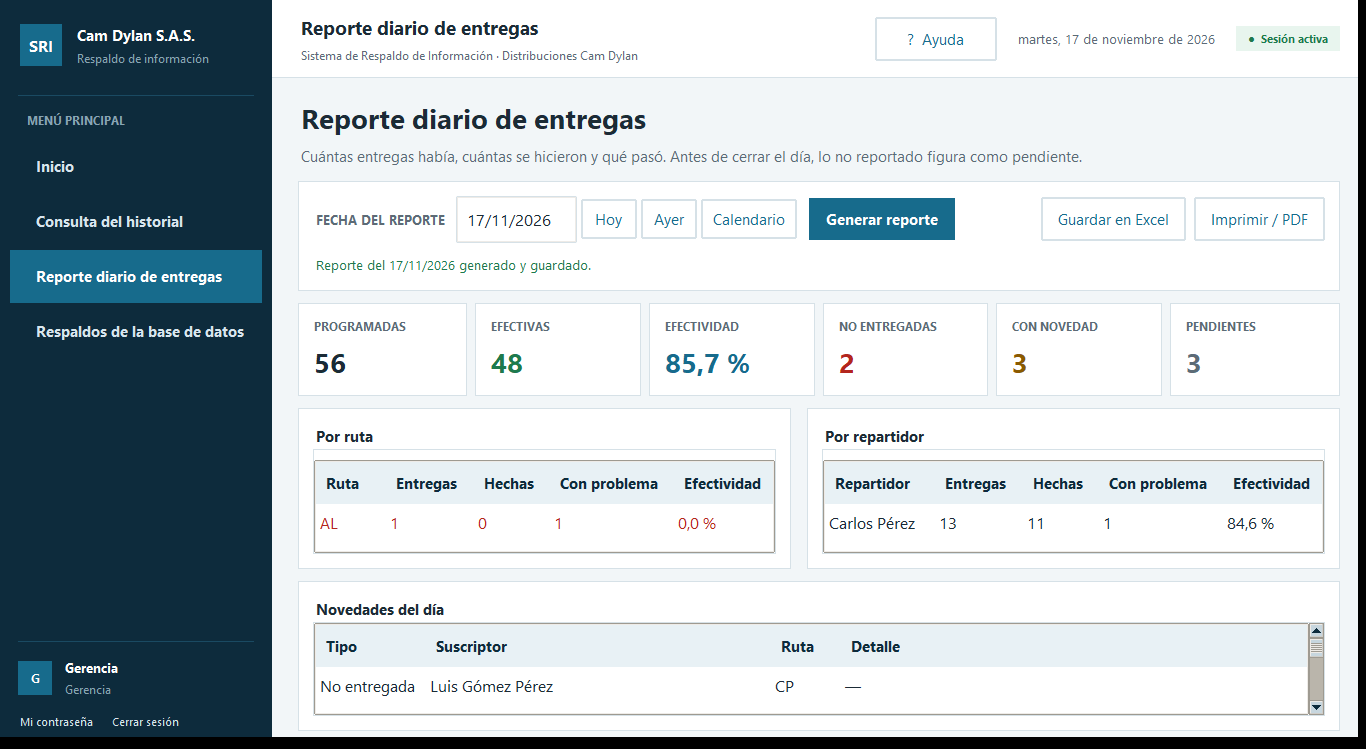 SRI
Cam Dylan S.A.S.
Respaldo de información
MENÚ PRINCIPAL
Inicio
Consulta del historial
Reporte diario de entregas
Respaldos de la base de datos
G
Gerencia
Gerencia
Mi contraseña Cerrar sesión
Reporte diario de entregas
Sistema de Respaldo de Información · Distribuciones Cam Dylan
? Ayuda
martes, 17 de noviembre de 2026
● Sesión activa
Reporte diario de entregas
Cuántas entregas había, cuántas se hicieron y qué pasó. Antes de cerrar el día, lo no reportado figura como pendiente.
FECHA DEL REPORTE 17/11/2026 Hoy Ayer Calendario Generar reporte Guardar en Excel Imprimir / PDF
Reporte del 17/11/2026 generado y guardado.
PROGRAMADAS EFECTIVAS EFECTIVIDAD NO ENTREGADAS CON NOVEDAD PENDIENTES
56 48 85,7 % 2 3 3
Por ruta
Ruta Entregas Hechas Con problema Efectividad
AL 1 0 1 0,0 %
Por repartidor
Repartidor Entregas Hechas Con problema Efectividad
Carlos Pérez 13 11 1 84,6 %
Novedades del día
Tipo Suscriptor Ruta Detalle
No entregada Luis Gómez Pérez CP —